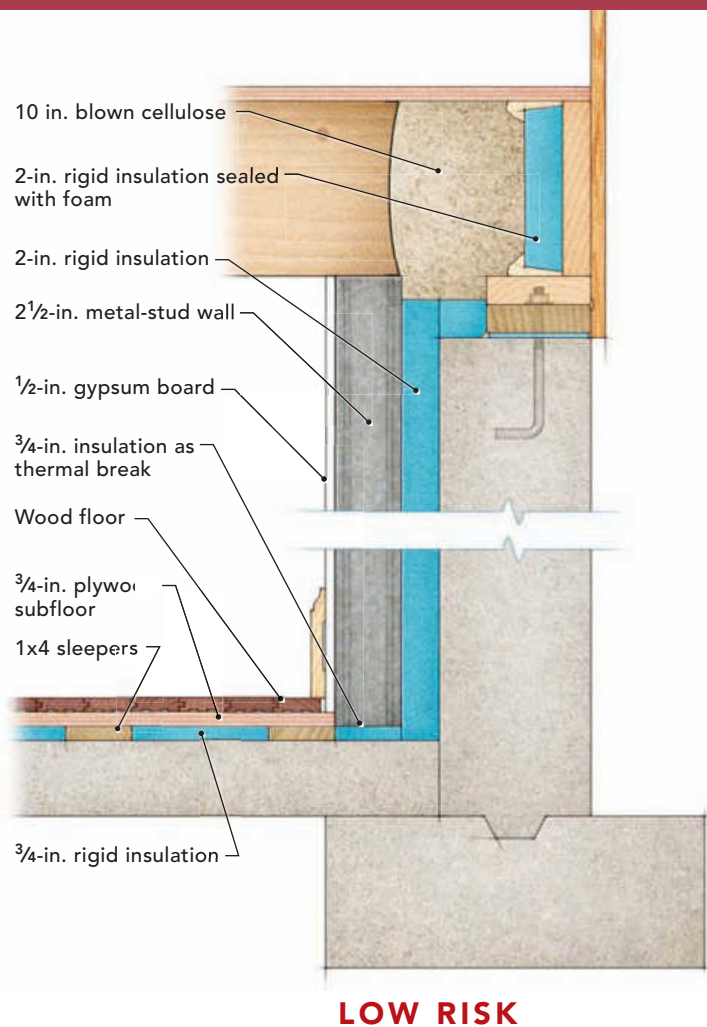 10 in. blown cellulose
2-in. rigid insulation sealed
with foam
2-in. rigid insulation
2½-in. metal-stud wall
½-in. gypsum board
¾-in. insulation as
thermal break
Wood floor
¾-in. plywo
subfloor
1x4 sleepers
¾-in. rigid insulation
LOW RISK